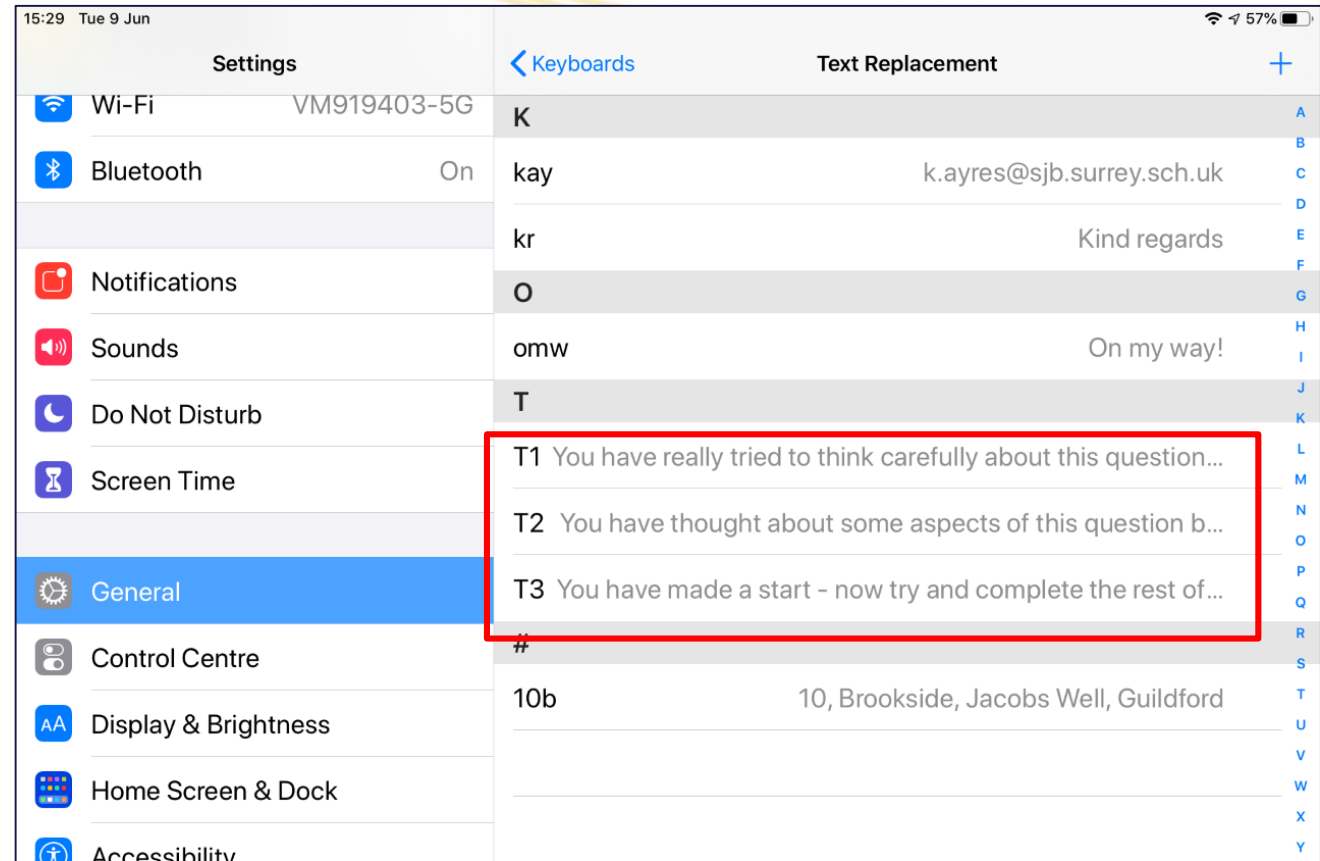 15:29 Tue 9 Jun
57%
Settings
Wi-Fi VM919403-5G
Bluetooth On
Notifications
Sounds
Do Not Disturb
Screen Time
General
Control Centre
Display & Brightness
Home Screen & Dock
Accessibility
Keyboards Text Replacement +
K
kay k.ayres@sjb.surrey.sch.uk
kr Kind regards
O
omw On my way!
T
T1 You have really tried to think carefully about this question...
T2 You have thought about some aspects of this question b...
T3 You have made a start - now try and complete the rest of...
#
10b 10, Brookside, Jacobs Well, Guildford
A
B
C
D
E
F
G
H
I
J
K
L
M
N
O
P
Q
R
S
T
U
V
W
X
Y